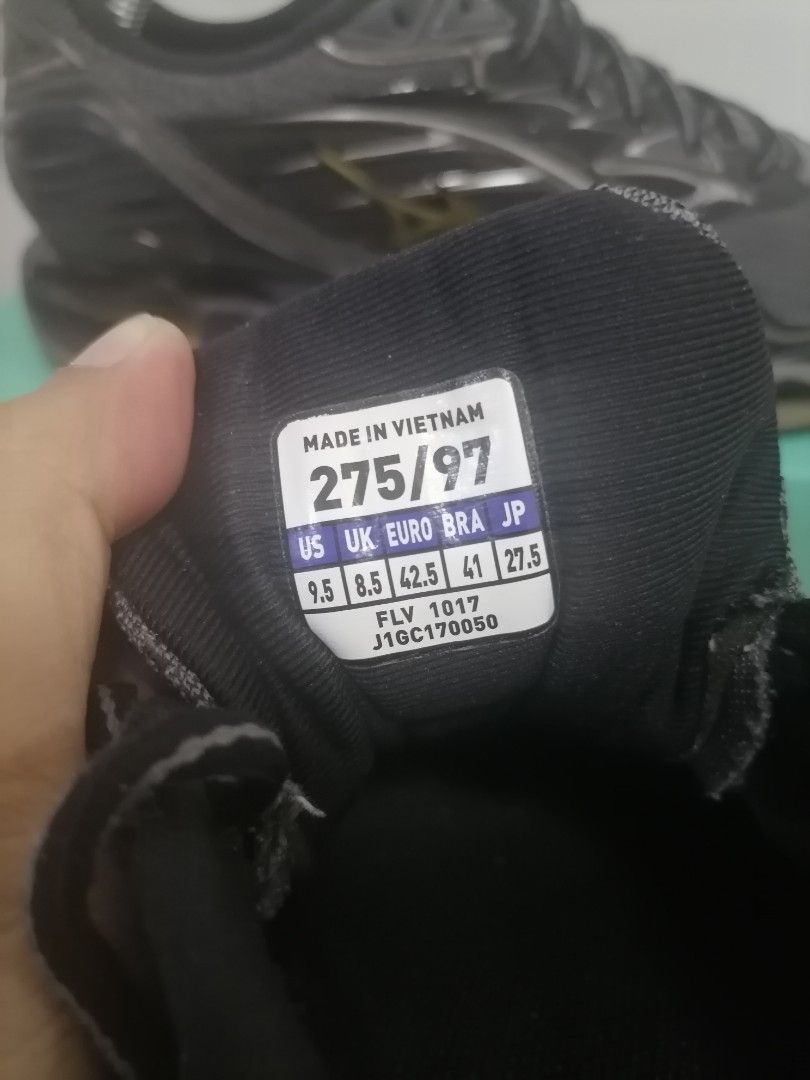 MADE IN VIETNAM
275/97
US UK EURO BRA JP
9.5 8.5 42.5 41 27.5
FLV 1017
J1GC170050